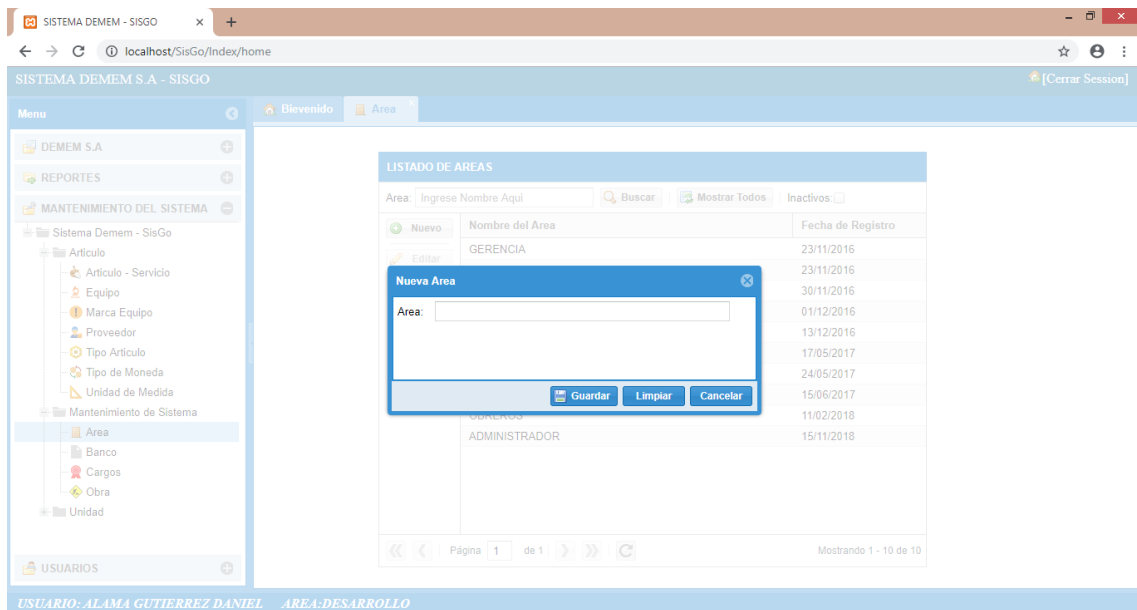 SISTEMA DEMEM - SISGO
localhost/SisGo/Index/home
SISTEMA DEMEM S.A - SISGO
[Cerrar Session]
Menu
Bievenido
Area
DEMEM S.A
REPORTES
MANTENIMIENTO DEL SISTEMA
Sistema Demem - SisGo
Articulo
Articulo - Servicio
Equipo
Marca Equipo
Proveedor
Tipo Articulo
Tipo de Moneda
Unidad de Medida
Mantenimiento de Sistema
Area
Banco
Cargos
Obra
Unidad
USUARIOS
LISTADO DE AREAS
Area: Ingrese Nombre Aqui Buscar Mostrar Todos Inactivos:
Nuevo
Editar
Nombre del Area Fecha de Registro
GERENCIA 23/11/2016
23/11/2016
30/11/2016
01/12/2016
13/12/2016
17/05/2017
24/05/2017
15/06/2017
OBREROS 11/02/2018
ADMINISTRADOR 15/11/2018
Nueva Area
Area:
Guardar Limpiar Cancelar
Página 1 de 1
Mostrando 1 - 10 de 10
USUARIO: ALAMA GUTIERREZ DANIEL AREA:DESARROLLO